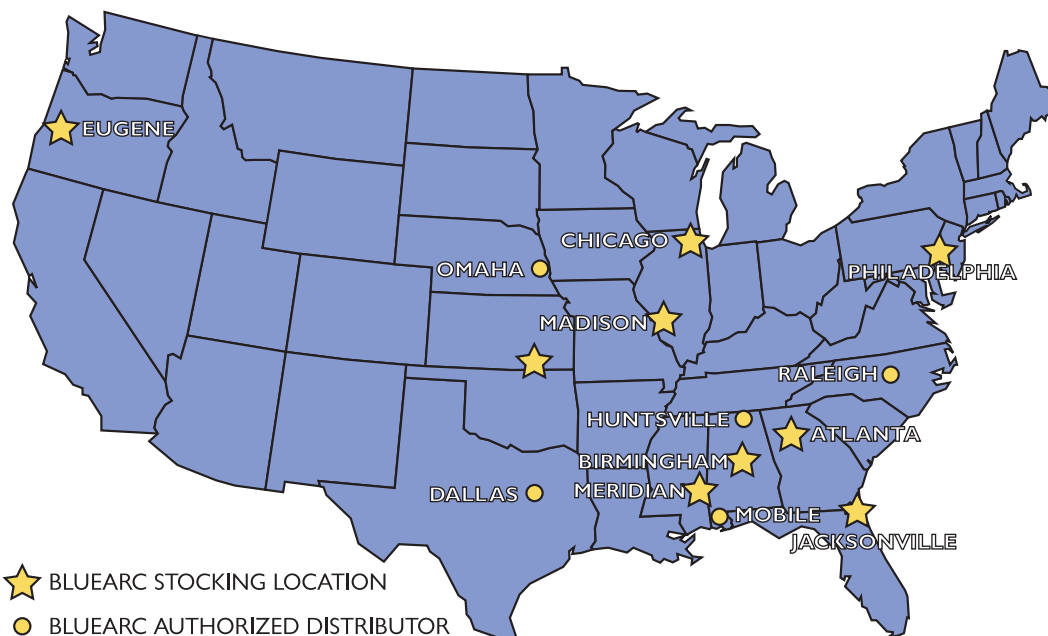 EUGENE
CHICAGO
OMAHA
PHILADELPHIA
MADISON
RALEIGH
HUNTSVILLE
ATLANTA
BIRMINGHAM
DALLAS
MERIDIAN
MOBILE
JACKSONVILLE
BLUEARC STOCKING LOCATION
BLUEARC AUTHORIZED DISTRIBUTOR